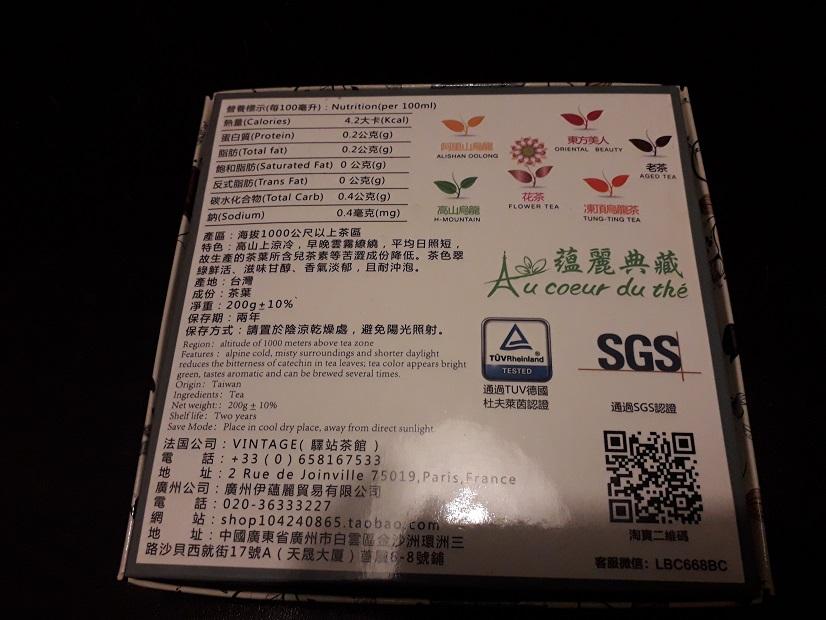 營養標示(每100毫升) : Nutrition(per 100ml)
熱量(Calories) 4.2大卡(Kcal)
蛋白質(Protein) 0.2公克(g)
脂肪(Total fat) 0.2公克(g)
飽和脂肪(Saturated Fat) 0 公克(g)
反式脂肪(Trans Fat) 0 公克(g)
碳水化合物(Total Carb) 0.4公克(g)
鈉(Sodium) 0.4毫克(mg)
阿里山烏龍
ALISHAN OOLONG
東方美人
ORIENTAL BEAUTY
老茶
AGED TEA
高山烏龍
H-MOUNTAIN
花茶
FLOWER TEA
凍頂烏龍茶
TUNG-TING TEA
產區：海拔1000公尺以上茶區
特色：高山上涼冷，早晚雲霧繚繞，平均日照短，
故生產的茶葉所含兒茶素等苦澀成份降低。茶色翠
綠鮮活、滋味甘醇、香氣淡郁，且耐沖泡。
產地：台灣
成份：茶葉
淨重：200g±10%
保存期：兩年
保存方式：請置於陰涼乾燥處，避免陽光照射。
Region: altitude of 1000 meters above tea zone
Features : alpine cold, misty surroundings and shorter daylight
reduces the bitterness of catechin in tea leaves; tea color appears bright
green, tastes aromatic and can be brewed several times.
Origin: Taiwan
Ingredients: Tea
Net weight:: 200g ± 10%
Shelf life: Two years
Save Mode: Place in cool dry place, away from direct sunlight.
蘊麗典藏
Au coeur du thé
TÜVRheinland
TESTED
通過TUV德國
杜夫萊茵認證
SGS
通過SGS認證
法国公司：VINTAGE( 驛站茶館 )
電 話：+33 ( 0 ) 658167533
地 址：2 Rue de Joinville 75019,Paris,France
廣州公司：廣州伊蘊麗貿易有限公司
電 話：020-36333227
網 站：shop104240865.taobao.com
地 址：中國廣東省廣州市白雲區金沙洲環洲三
路沙貝西就街17號A（天晟大厦）首層6-8號鋪
淘寶二維碼
客服微信：LBC668BC